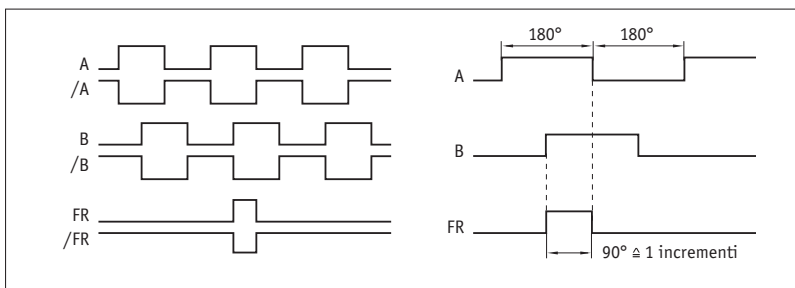 A
/A
B
/B
FR
/FR
180° 180°
A
B
FR
90° ≙ 1 incrementi